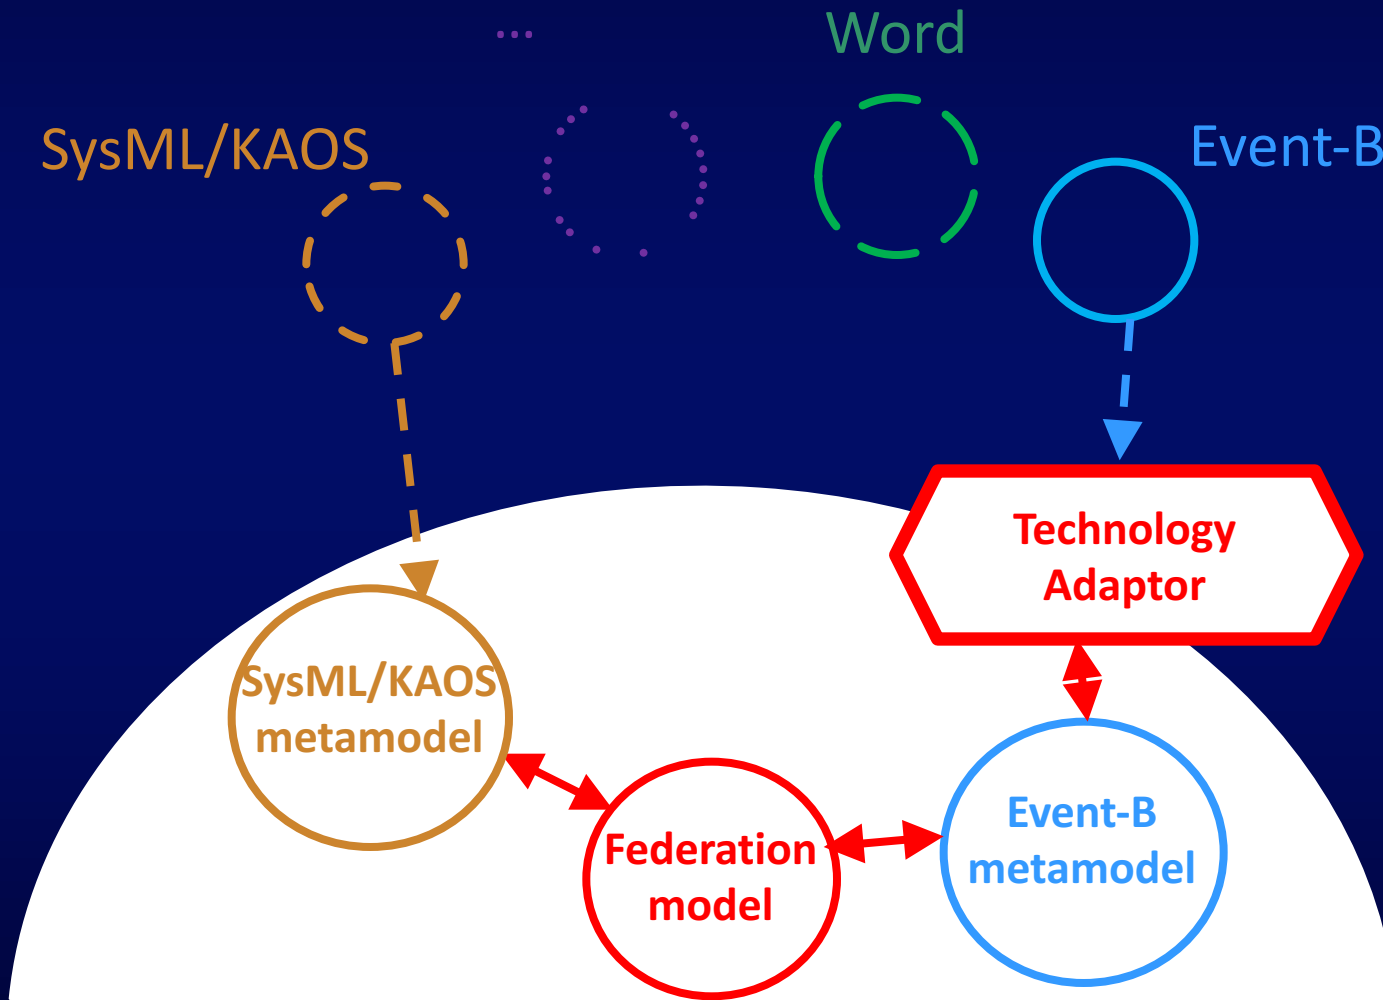 ...
Word
SysML/KAOS
Event-B
Technology
Adaptor
SysML/KAOS
metamodel
Event-B
metamodel
Federation
model